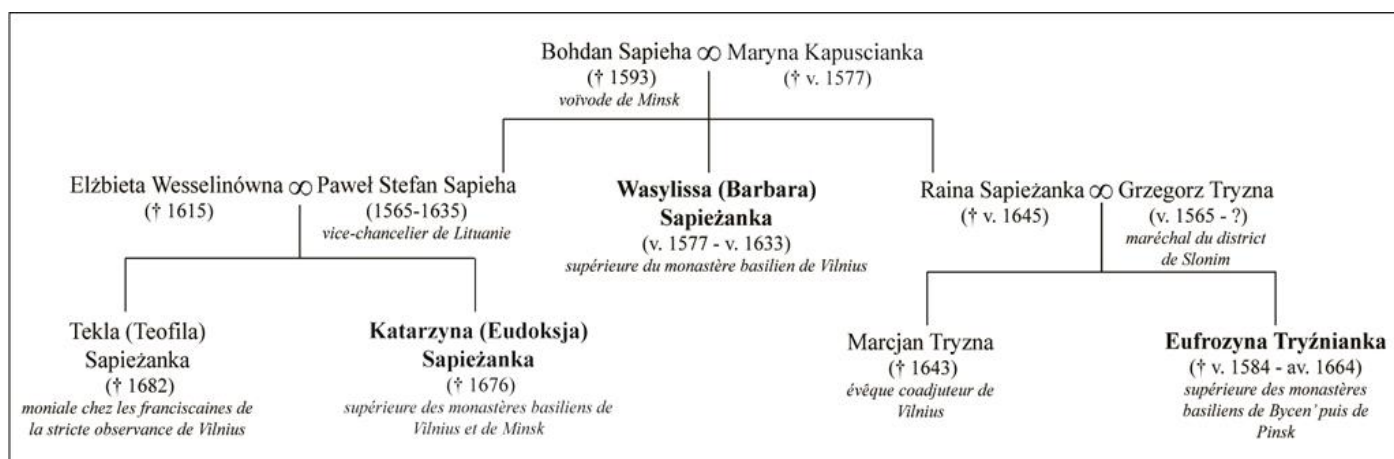 Bohdan Sapieha ∞ Maryna Kapuscianka
(† 1593) († v. 1577)
voïvode de Minsk
Elżbieta Wesselinówna ∞ Paweł Stefan Sapieha
(† 1615) (1565-1635)
vice-chancelier de Lituanie
Wasylissa (Barbara)
Sapieżanka
(v. 1577 - v. 1633)
supérieure du monastère basilien de Vilnius
Raina Sapieżanka ∞ Grzegorz Tryzna
(† v. 1645) (v. 1565 - ?)
maréchal du district
de Slonim
Tekla (Teofila)
Sapieżanka
(† 1682)
moniale chez les franciscaines de
la stricte observance de Vilnius
Katarzyna (Eudoksja)
Sapieżanka
(† 1676)
supérieure des monastères basiliens de
Vilnius et de Minsk
Marcjan Tryzna
(† 1643)
évêque coadjuteur de
Vilnius
Eufrozyna Tryźnianka
(† v. 1584 - av. 1664)
supérieure des monastères
basiliens de Bycen' puis de
Pinsk